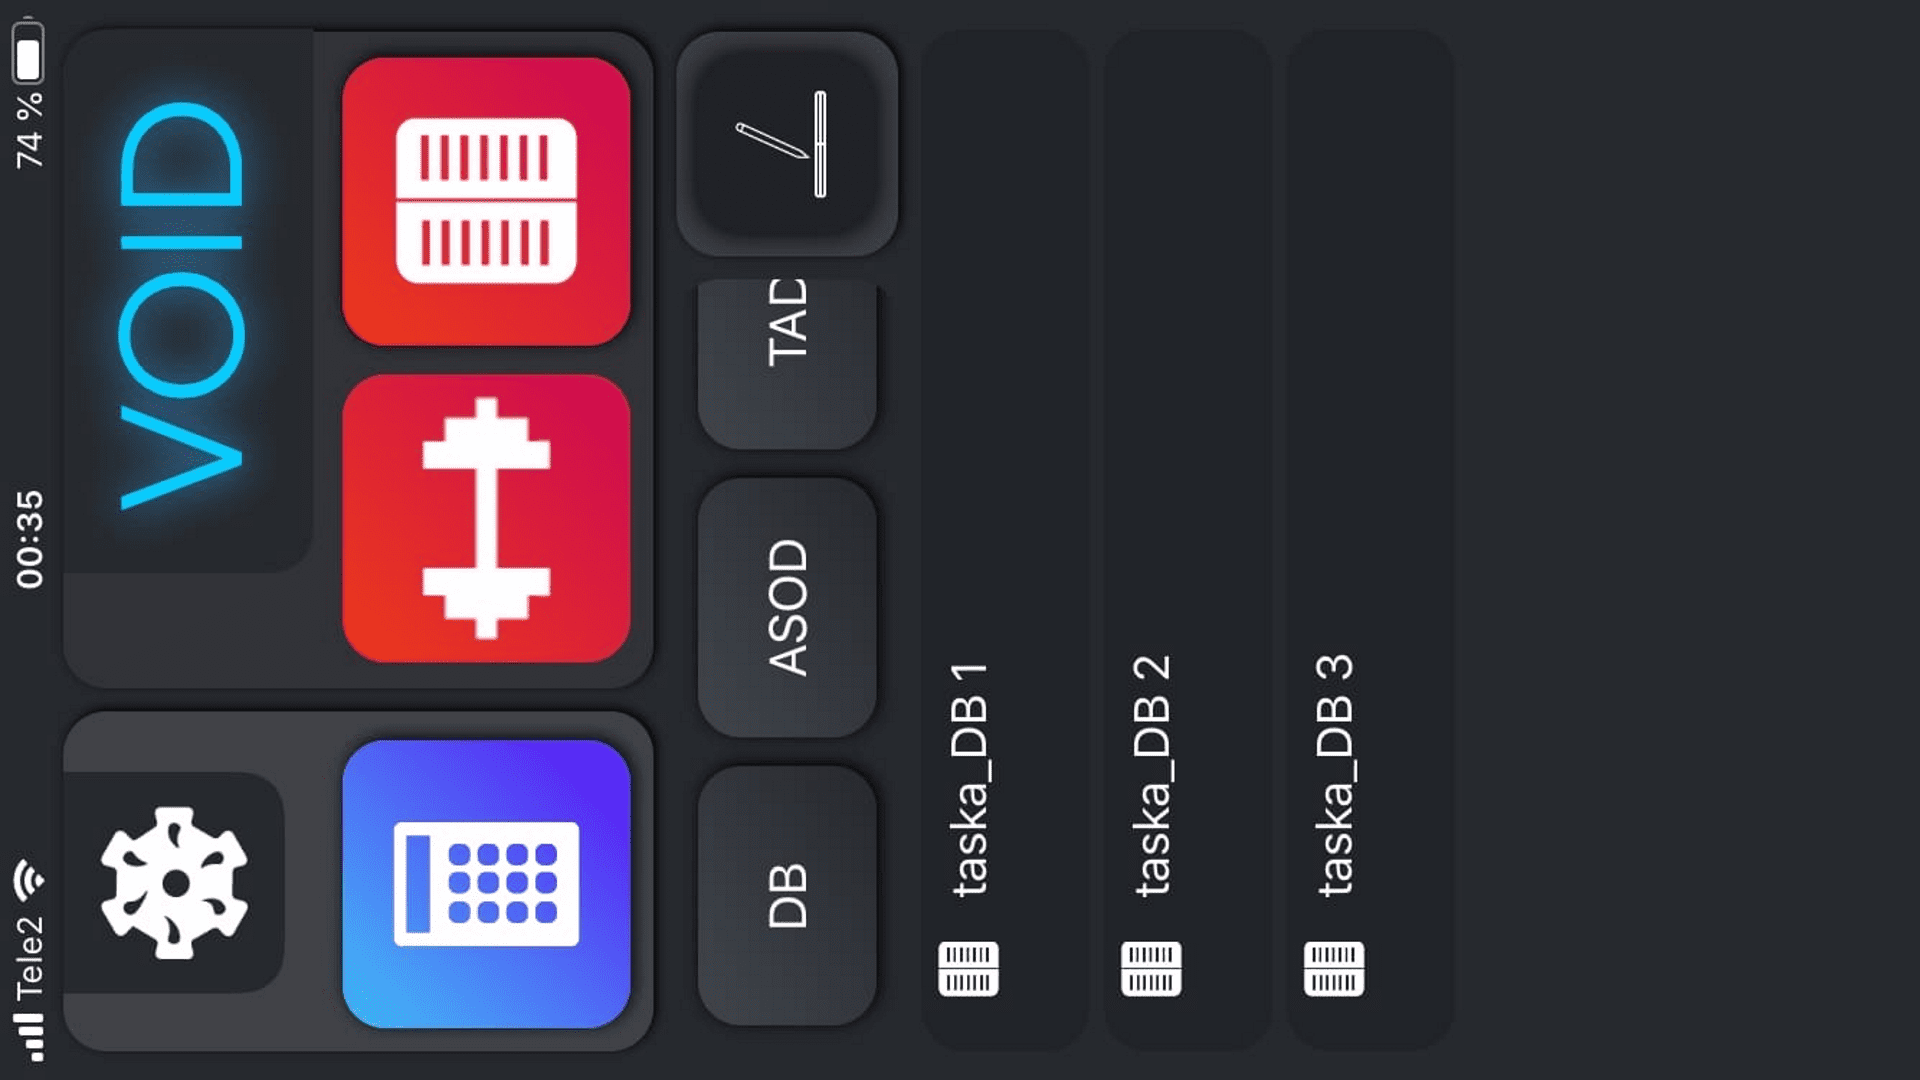 Tele2 00:35 74 %
VOID
DB ASOD TAD
taska_DB 1
taska_DB 2
taska_DB 3